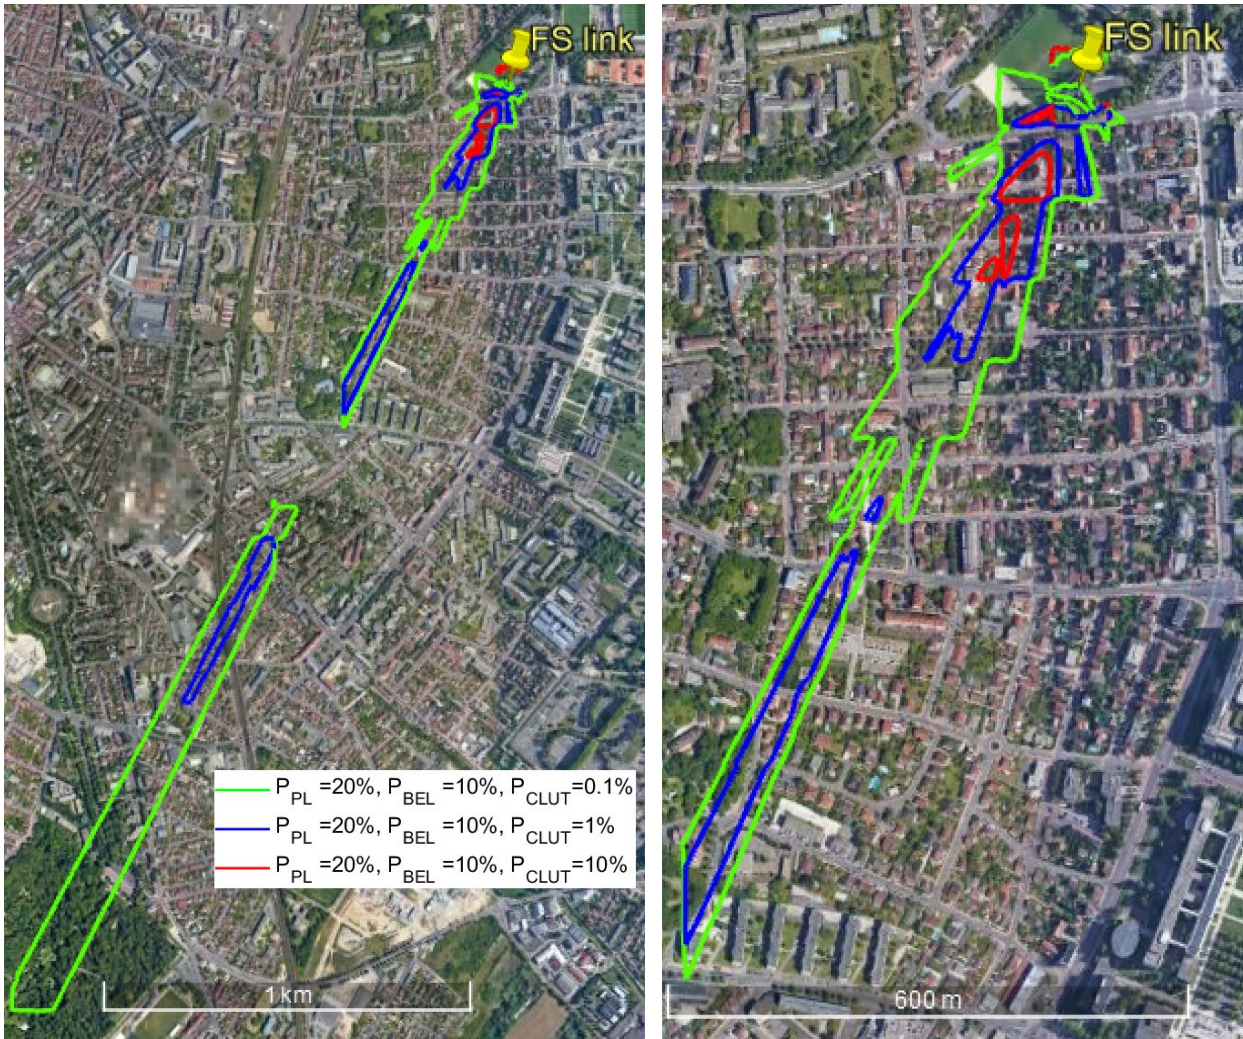 FS link
FS link
P_PL =20%, P_BEL =10%, P_CLUT=0.1%
P_PL =20%, P_BEL =10%, P_CLUT=1%
P_PL =20%, P_BEL =10%, P_CLUT=10%
1 km
600 m